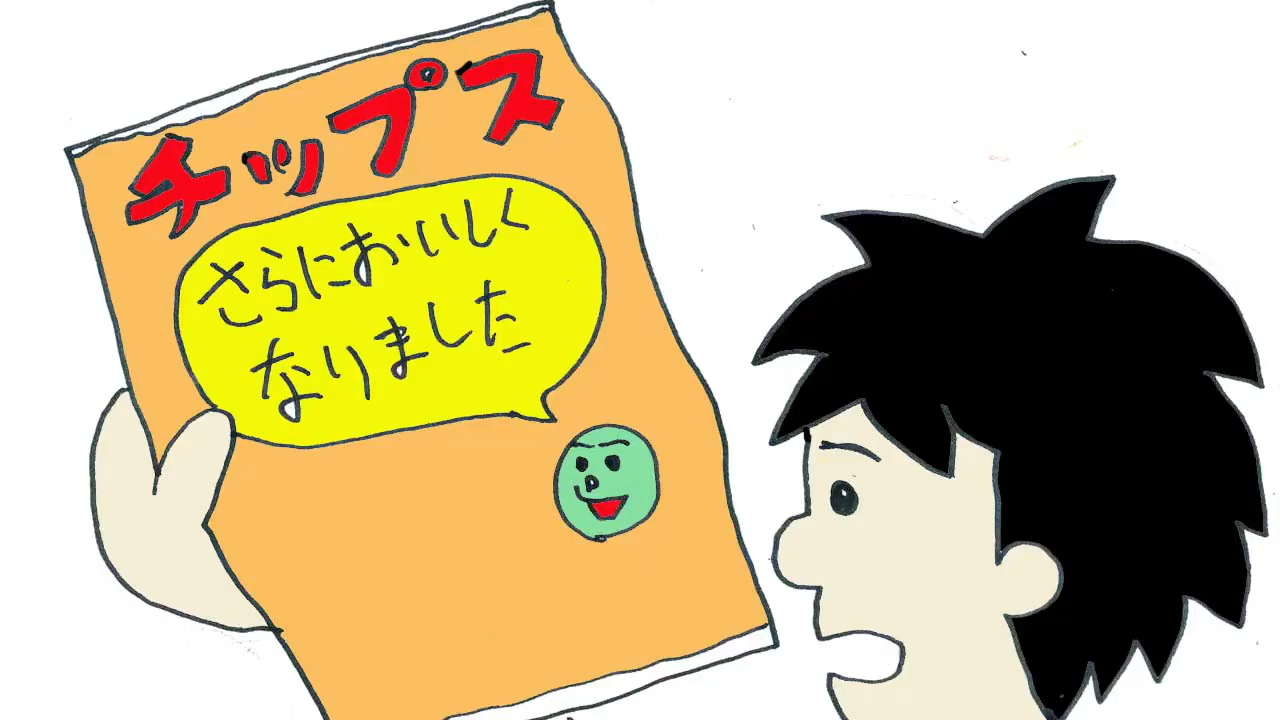 チップス
さらにおいしく
なりました